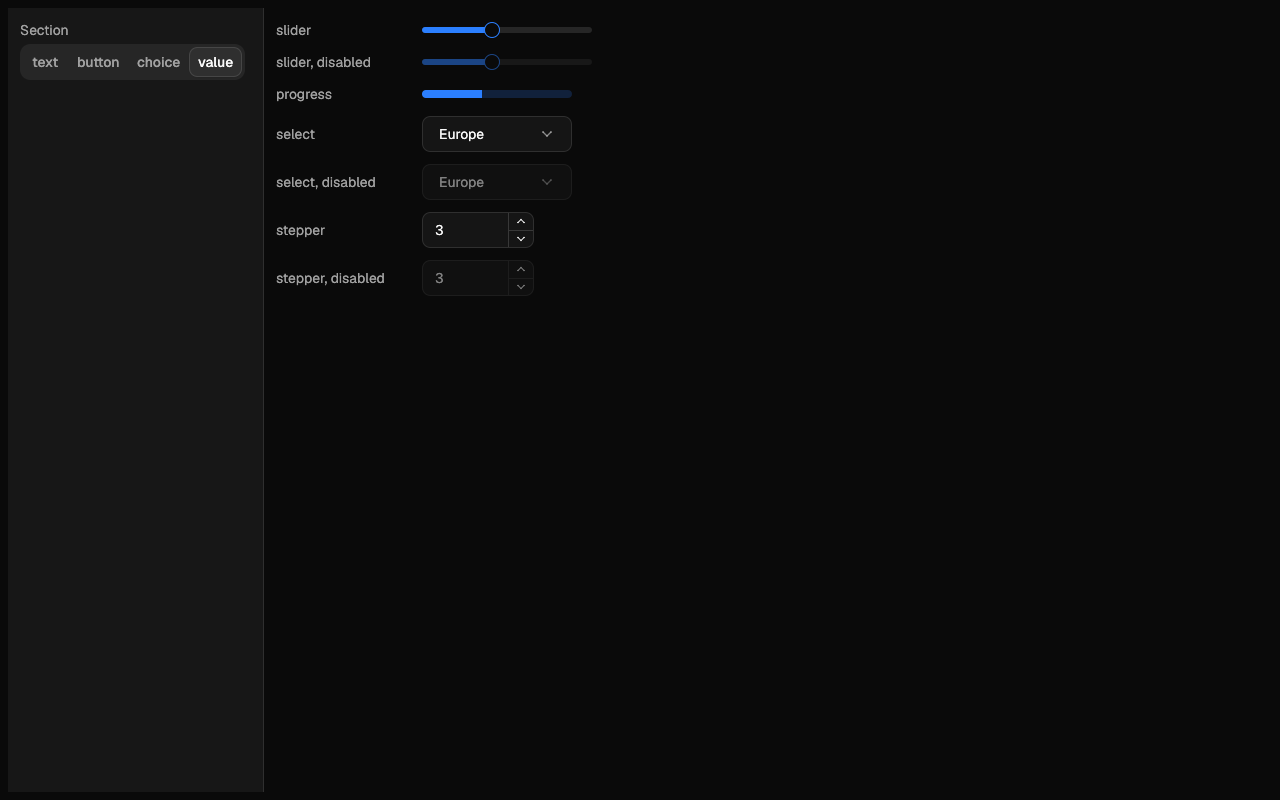 Section
text button choice value
slider
slider, disabled
progress
select Europe
select, disabled Europe
stepper 3
stepper, disabled 3